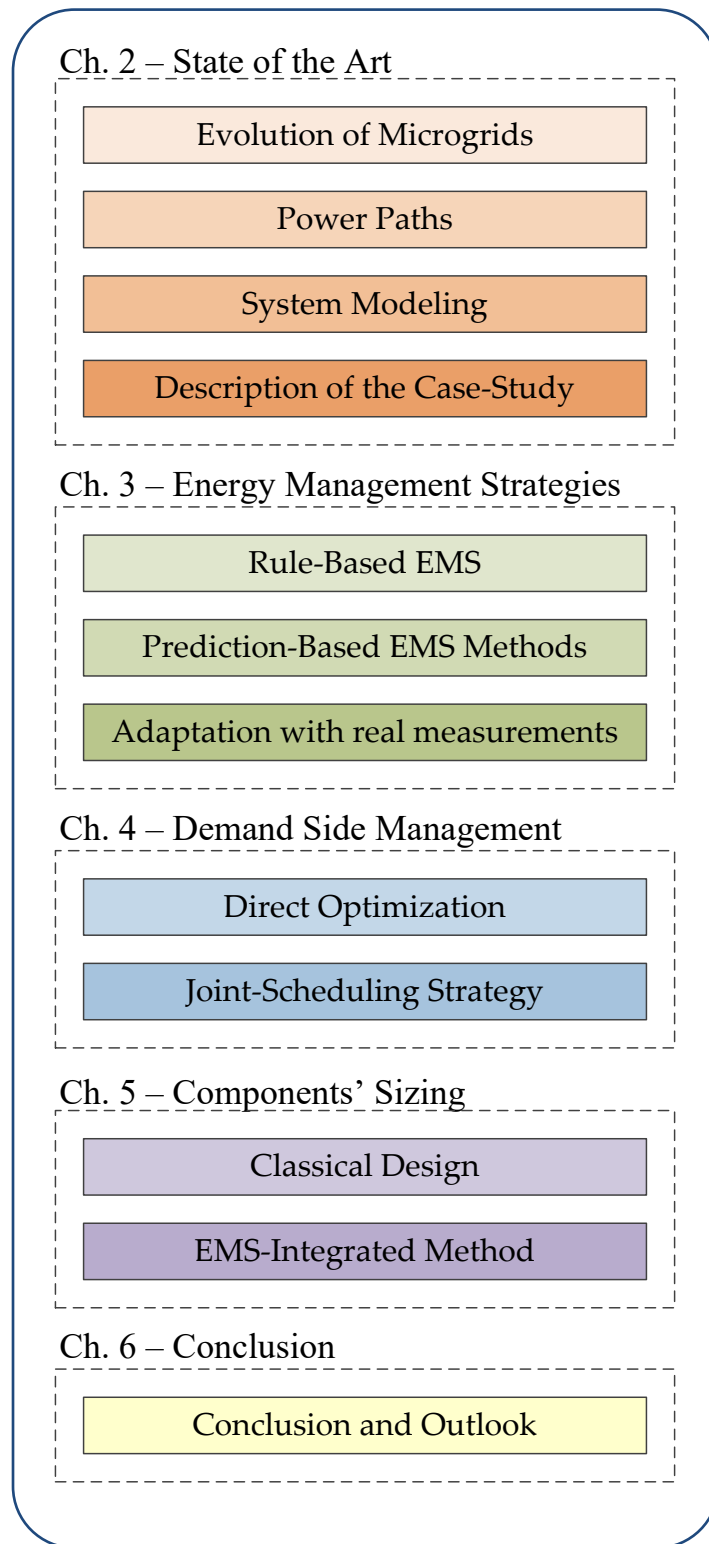 Ch. 2 – State of the Art
Evolution of Microgrids
Power Paths
System Modeling
Description of the Case-Study
Ch. 3 – Energy Management Strategies
Rule-Based EMS
Prediction-Based EMS Methods
Adaptation with real measurements
Ch. 4 – Demand Side Management
Direct Optimization
Joint-Scheduling Strategy
Ch. 5 – Components’ Sizing
Classical Design
EMS-Integrated Method
Ch. 6 – Conclusion
Conclusion and Outlook